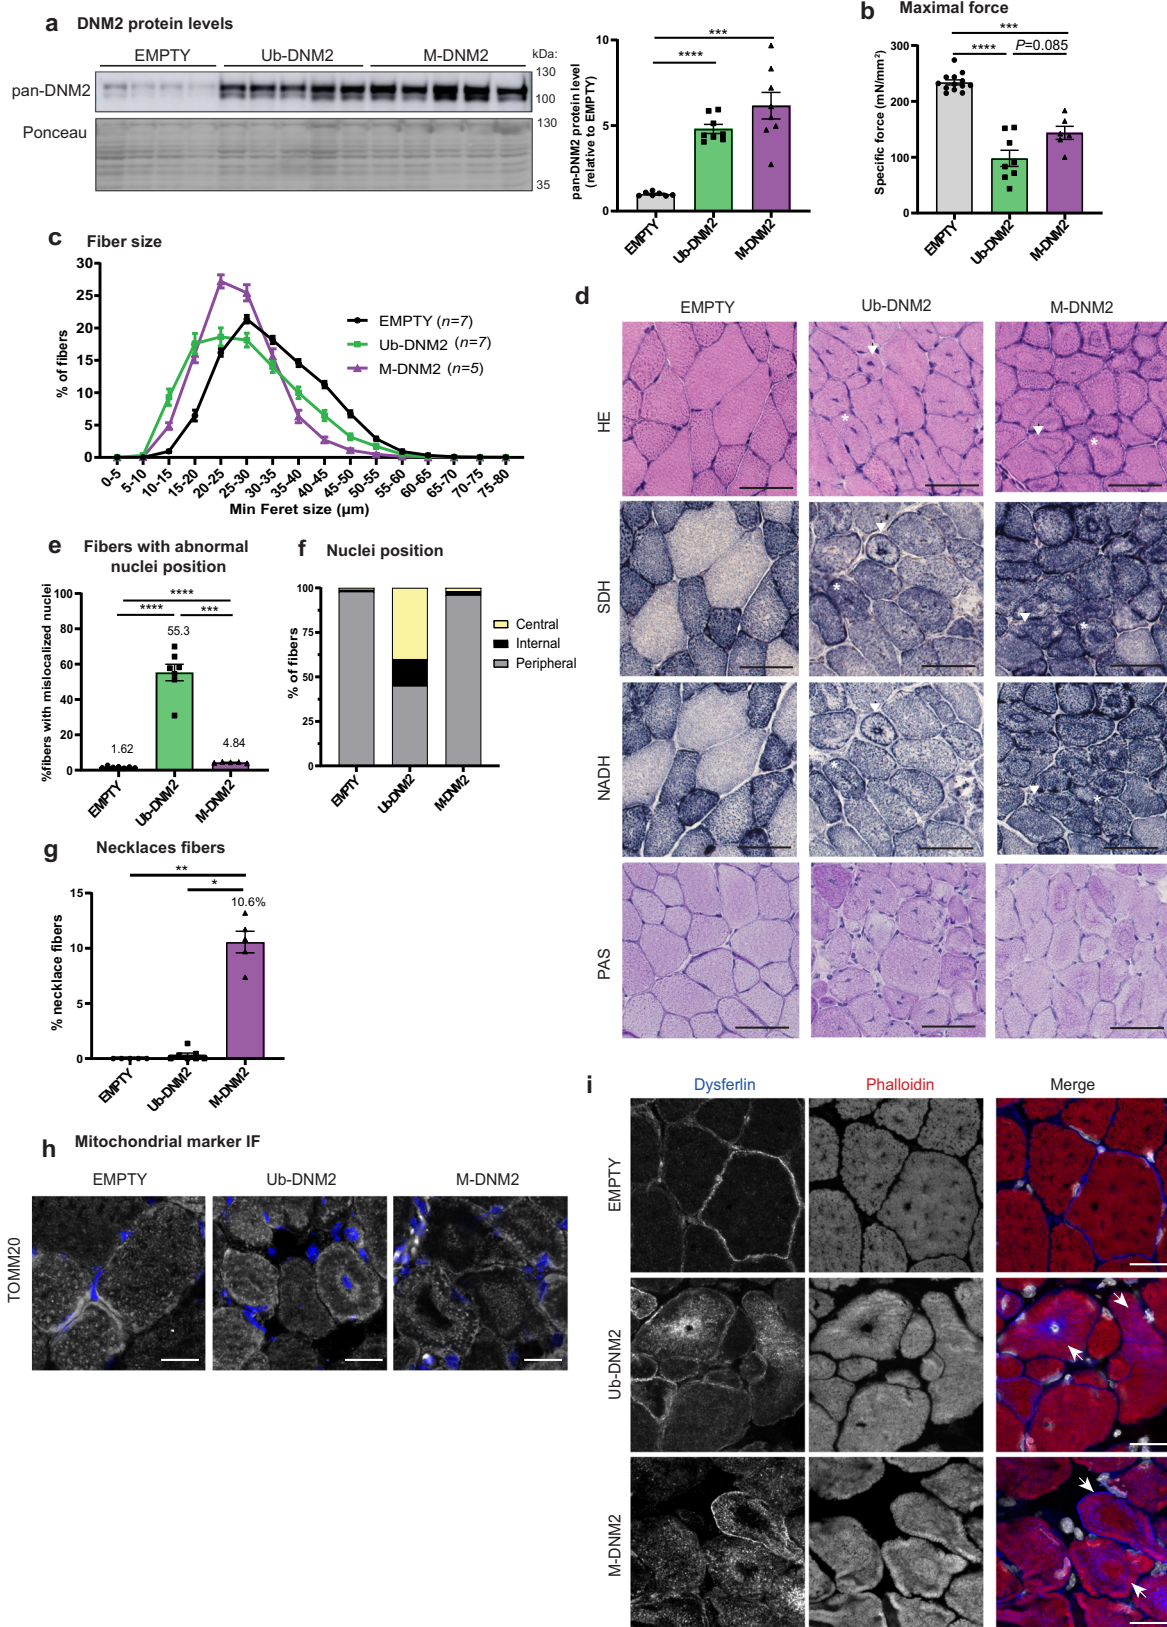 a DNM2 protein levels
EMPTY Ub-DNM2 M-DNM2 kDa:
pan-DNM2
130
100
Ponceau
130
35
pan-DNM2 protein level
(relative to EMPTY)
10
5
0
****
***
EMPTY
Ub-DNM2
M-DNM2
b Maximal force
Specific force (mN/mm²)
300
200
100
0
***
**** P=0.085
EMPTY
Ub-DNM2
M-DNM2
c Fiber size
% of fibers
30
25
20
15
10
5
0
EMPTY (n=7)
Ub-DNM2 (n=7)
M-DNM2 (n=5)
0-5 5-10 10-15 15-20 20-25 25-30 30-35 35-40 40-45 45-50 50-55 55-60 60-65 65-70 70-75 75-80
Min Feret size (µm)
d
EMPTY Ub-DNM2 M-DNM2
HE
* *
SDH
* *
NADH
* *
PAS
e Fibers with abnormal
nuclei position
%fibers with mislocalized nuclei
100
80
60
40
20
0
****
**** ***
55.3
1.62
4.84
EMPTY
Ub-DNM2
M-DNM2
f Nuclei position
% of fibers
100
75
50
25
0
Central
Internal
Peripheral
EMPTY
Ub-DNM2
M-DNM2
g Necklaces fibers
% necklace fibers
15
10
5
0
**
*
10.6%
EMPTY
Ub-DNM2
M-DNM2
h Mitochondrial marker IF
EMPTY Ub-DNM2 M-DNM2
TOMM20
i
Dysferlin Phalloidin Merge
EMPTY
Ub-DNM2
M-DNM2